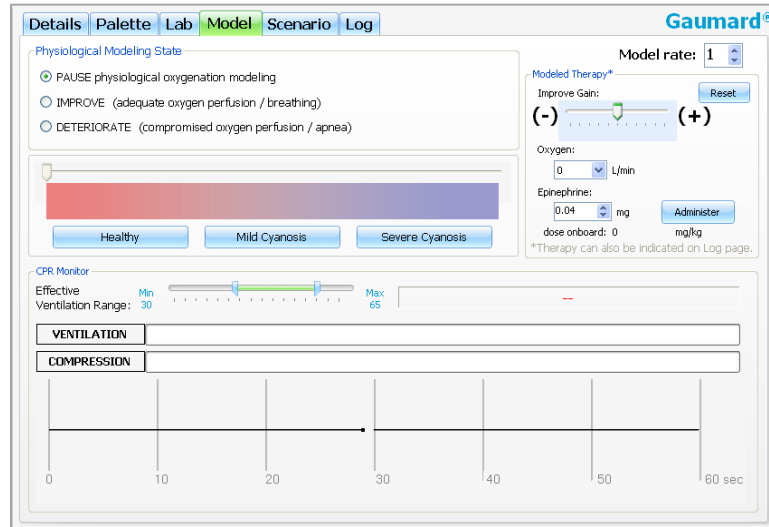 Details Palette Lab Model Scenario Log
Gaumard®
Physiological Modeling State
PAUSE physiological oxygenation modeling
IMPROVE (adequate oxygen perfusion / breathing)
DETERIORATE (compromised oxygen perfusion / apnea)
Model rate: 1
Modeled Therapy*
Improve Gain:
Reset
(-) (+)
Oxygen:
0 L/min
Epinephrine:
0.04 mg
Administer
dose onboard: 0 mg/kg
*Therapy can also be indicated on Log page.
Healthy Mild Cyanosis Severe Cyanosis
CPR Monitor
Effective
Ventilation Range:
Min
30
Max
65
--
VENTILATION
COMPRESSION
0 10 20 30 40 50 60 sec